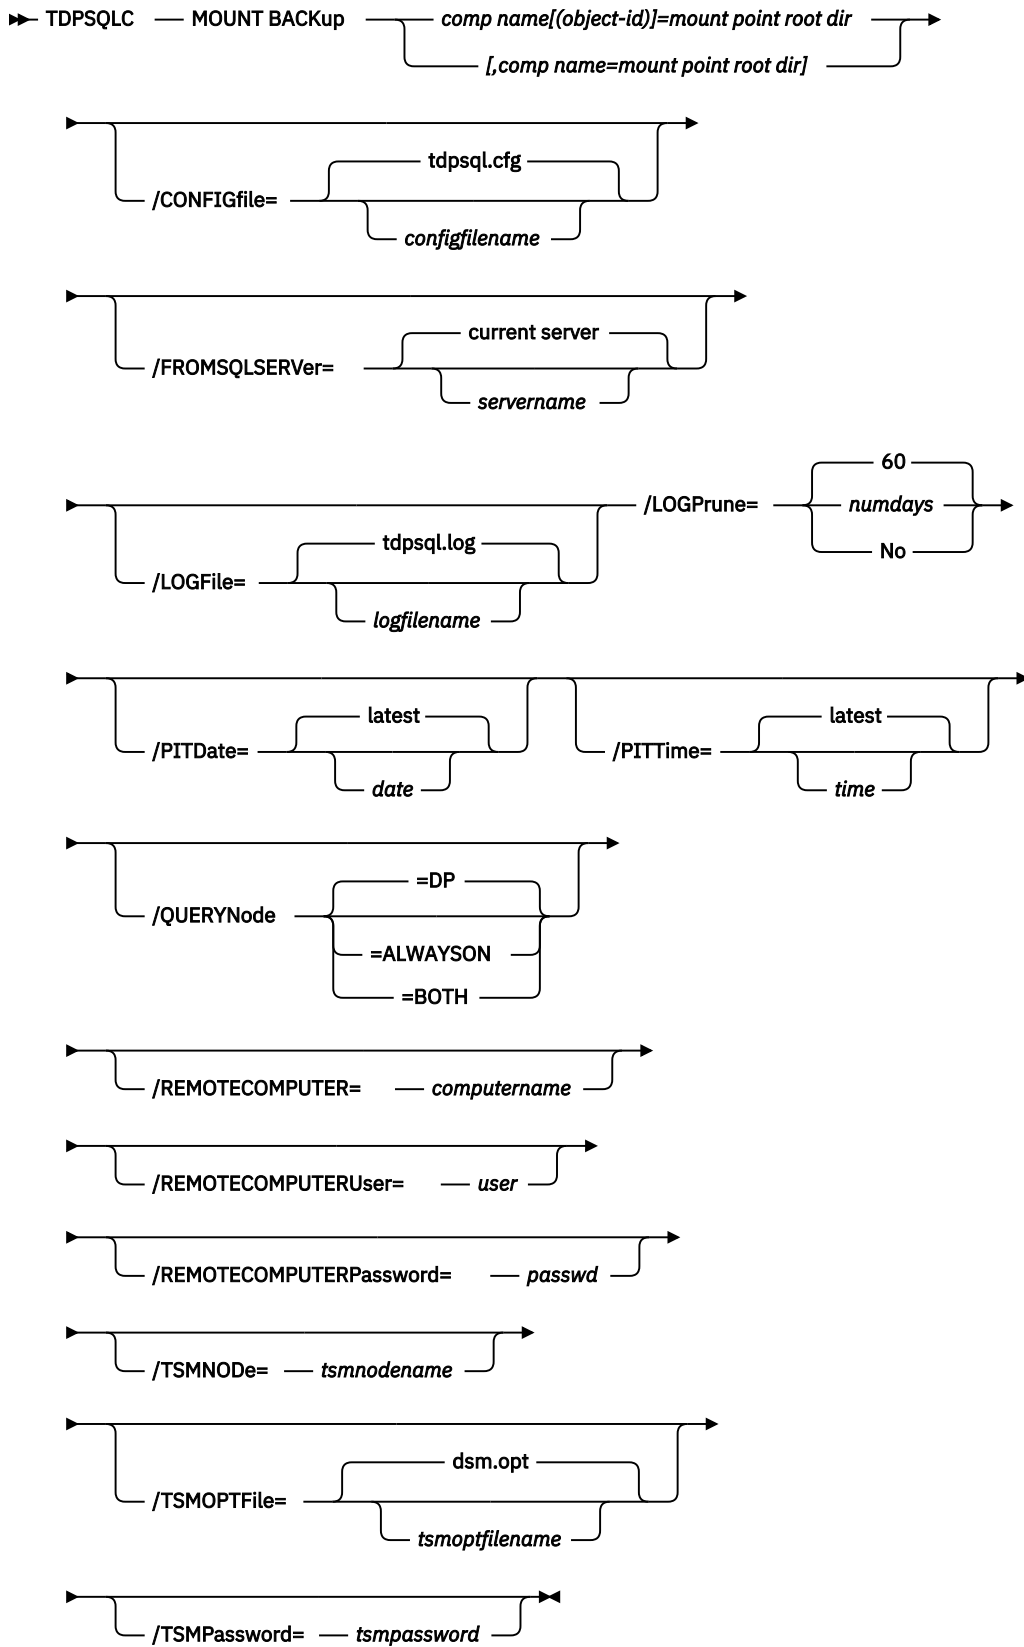 TDPSQLC MOUNT BACKup comp name[(object-id)]=mount point root dir
[,comp name=mount point root dir]
tdpsql.cfg
/CONFIGfile=
configfilename
current server
/FROMSQLSERVer=
servername
60
/LOGPrune= numdays
No
tdpsql.log
/LOGFile=
logfilename
latest latest
/PITDate= /PITTime=
date time
=DP
/QUERYNode
=ALWAYSON
=BOTH
/REMOTECOMPUTER= computername
/REMOTECOMPUTERUser= user
/REMOTECOMPUTERPassword= passwd
/TSMNODe= tsmnodename
dsm.opt
/TSMOPTFile=
tsmoptfilename
/TSMPassword= tsmpassword